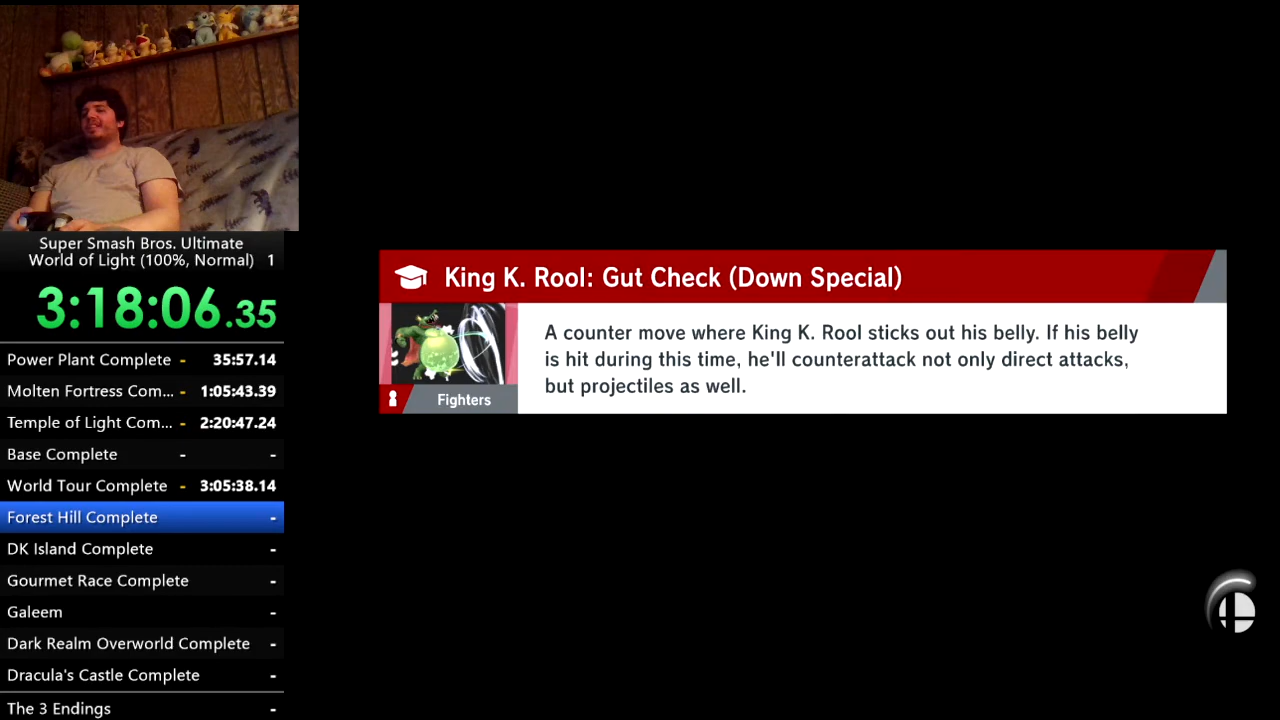 Super Smash Bros. Ultimate
World of Light (100%, Normal) 1
3:18:06.35
Power Plant Complete - 35:57.14
Molten Fortress Com... - 1:05:43.39
Temple of Light Com... - 2:20:47.24
Base Complete - -
World Tour Complete - 3:05:38.14
Forest Hill Complete -
DK Island Complete -
Gourmet Race Complete -
Galeem -
Dark Realm Overworld Complete -
Dracula's Castle Complete -
The 3 Endings -
King K. Rool: Gut Check (Down Special)
A counter move where King K. Rool sticks out his belly. If his belly
is hit during this time, he'll counterattack not only direct attacks,
but projectiles as well.
Fighters